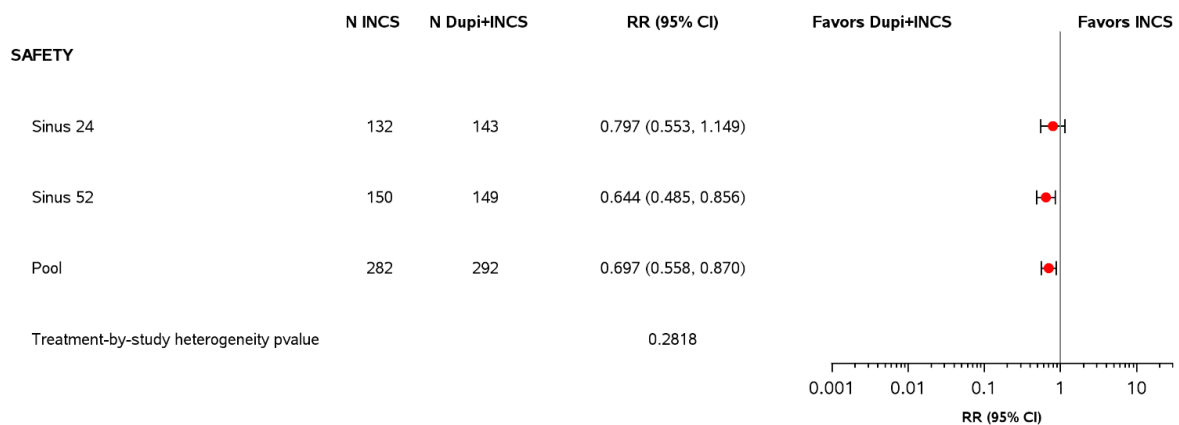 N INCS N Dupi+INCS RR (95% CI) Favors Dupi+INCS Favors INCS
SAFETY
Sinus 24 132 143 0.797 (0.553, 1.149)
Sinus 52 150 149 0.644 (0.485, 0.856)
Pool 282 292 0.697 (0.558, 0.870)
Treatment-by-study heterogeneity pvalue 0.2818
0.001 0.01 0.1 1 10
RR (95% CI)